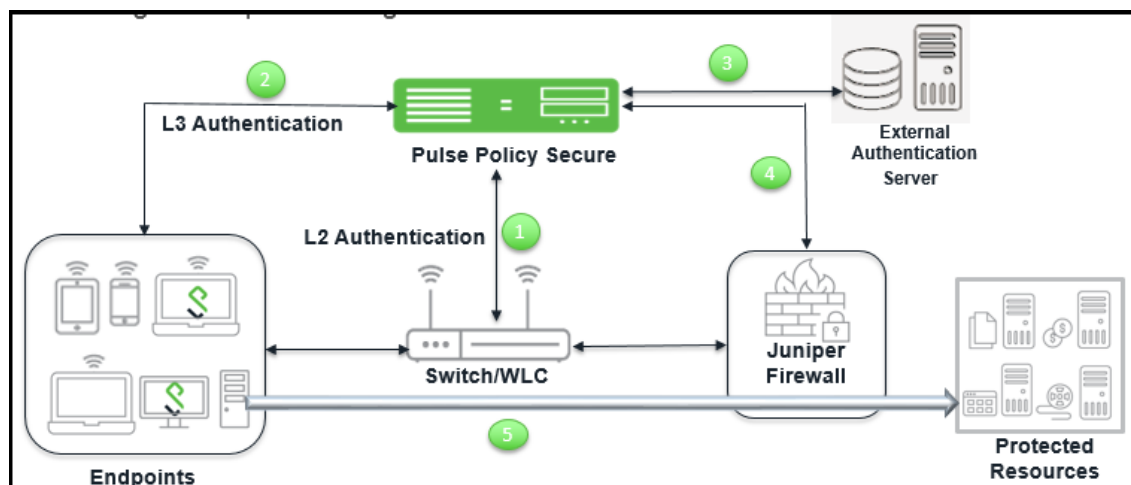 2
3
L3 Authentication
Pulse Policy Secure
External
Authentication
Server
4
L2 Authentication
1
Juniper
Firewall
Switch/WLC
$
$
5
Endpoints
Protected
Resources